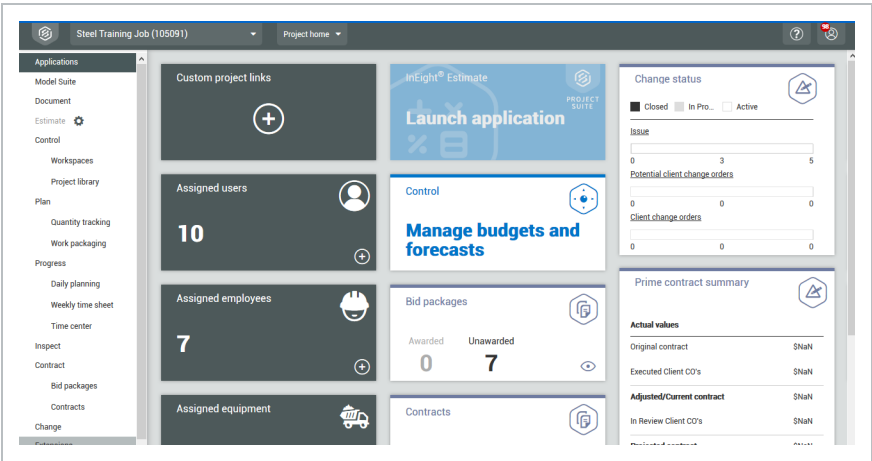 Steel Training Job (105091)
Project home
98
Applications
Model Suite
Document
Estimate
Control
Workspaces
Project library
Plan
Quantity tracking
Work packaging
Progress
Daily planning
Weekly time sheet
Time center
Inspect
Contract
Bid packages
Contracts
Change
Extensions
Custom project links
Assigned users
10
Assigned employees
7
Assigned equipment
InEight® Estimate
PROJECT
SUITE
Launch application
Control
Manage budgets and
forecasts
Bid packages
Awarded Unawarded
0 7
Contracts
Change status
Closed In Pro... Active
Issue
0 3 5
Potential client change orders
0 0 0
Client change orders
0 0 0
Prime contract summary
Actual values
Original contract $NaN
Executed Client CO's $NaN
Adjusted/Current contract $NaN
In Review Client CO's $NaN
Projected contract $NaN